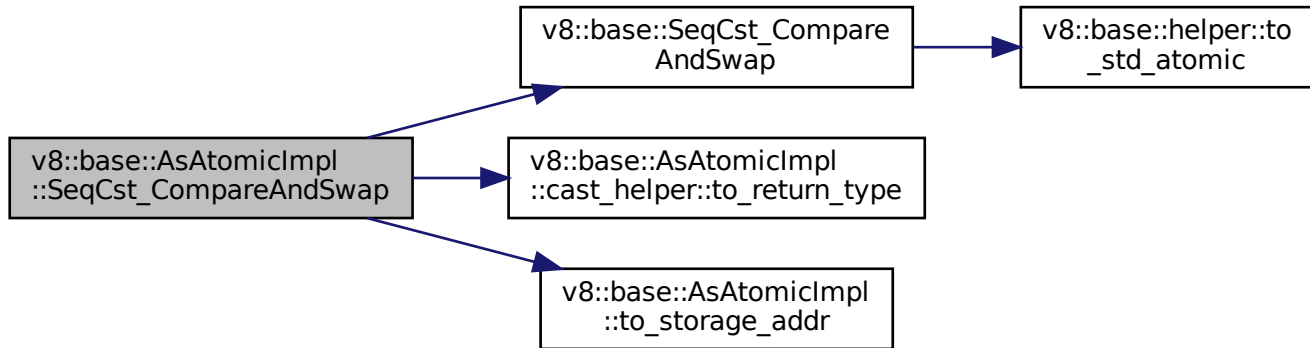 v8::base::SeqCst_Compare
AndSwap
v8::base::helper::to
_std_atomic
v8::base::AsAtomicImpl
::SeqCst_CompareAndSwap
v8::base::AsAtomicImpl
::cast_helper::to_return_type
v8::base::AsAtomicImpl
::to_storage_addr